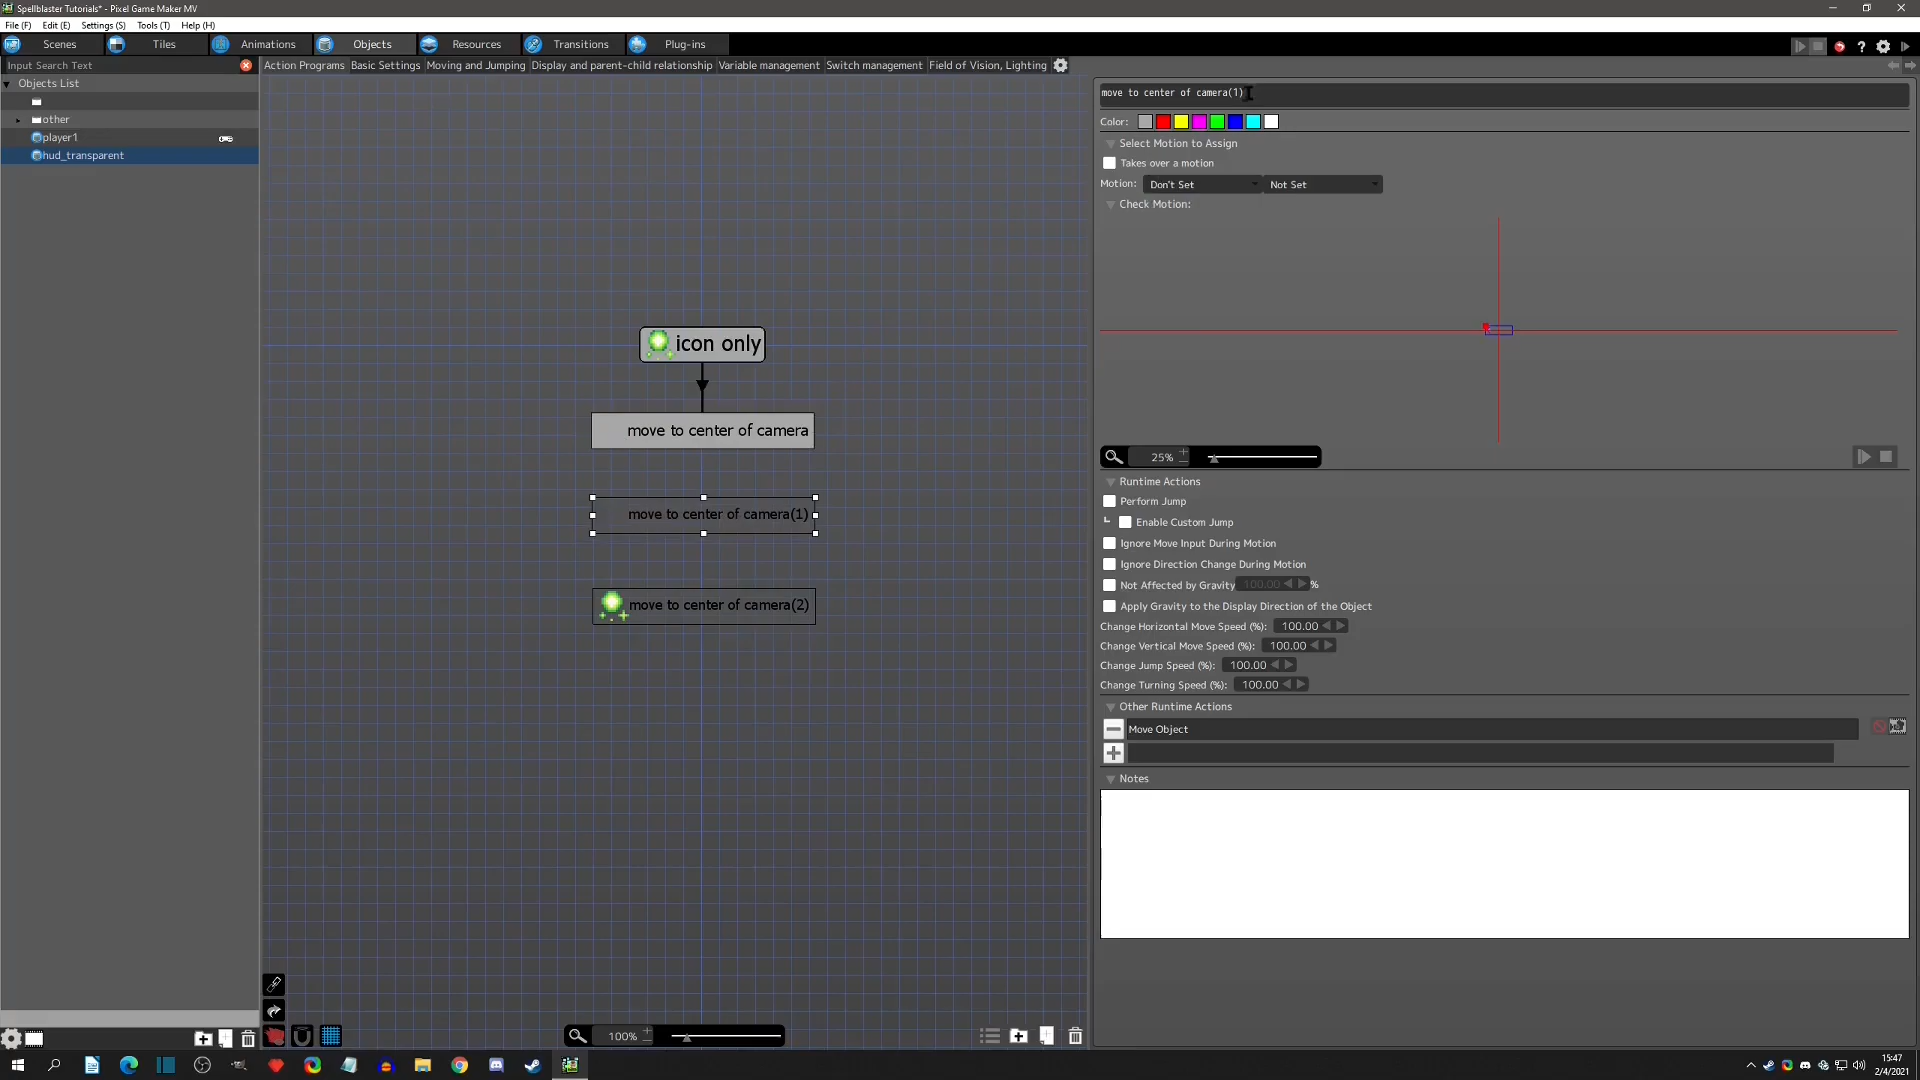 Spellblaster Tutorials* - Pixel Game Maker MV
File (F) Edit (E) Settings (S) Tools (T) Help (H)
Scenes Tiles Animations Objects Resources Transitions Plug-ins
Input Search Text
Action Programs Basic Settings Moving and Jumping Display and parent-child relationship Variable management Switch management Field of Vision, Lighting
Objects List
other
player1
hud_transparent
icon only
move to center of camera
move to center of camera(1)
move to center of camera(2)
100%
move to center of camera(1)
Color:
Select Motion to Assign
Takes over a motion
Motion: Don't Set Not Set
Check Motion:
25%
Runtime Actions
Perform Jump
Enable Custom Jump
Ignore Move Input During Motion
Ignore Direction Change During Motion
Not Affected by Gravity 100.00 %
Apply Gravity to the Display Direction of the Object
Change Horizontal Move Speed (%): 100.00
Change Vertical Move Speed (%): 100.00
Change Jump Speed (%): 100.00
Change Turning Speed (%): 100.00
Other Runtime Actions
Move Object
Notes
15:47
2/4/2021